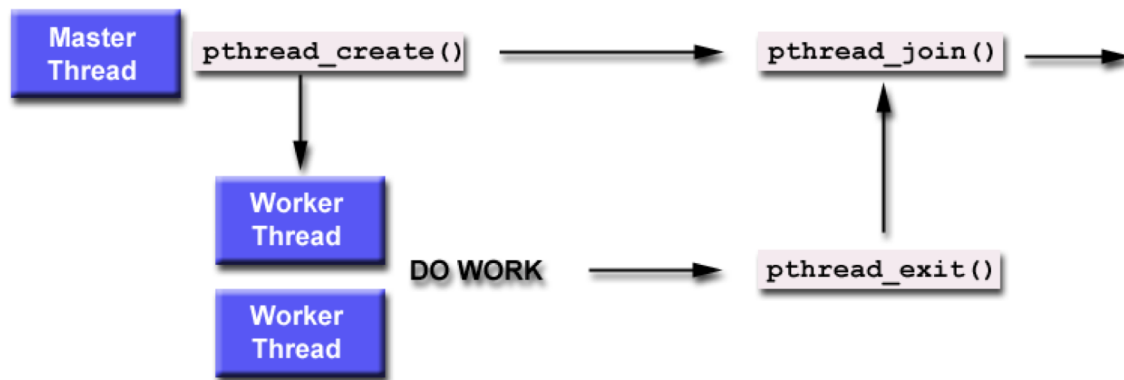 Master
Thread
pthread_create()
pthread_join()
Worker
Thread
DO WORK
pthread_exit()
Worker
Thread